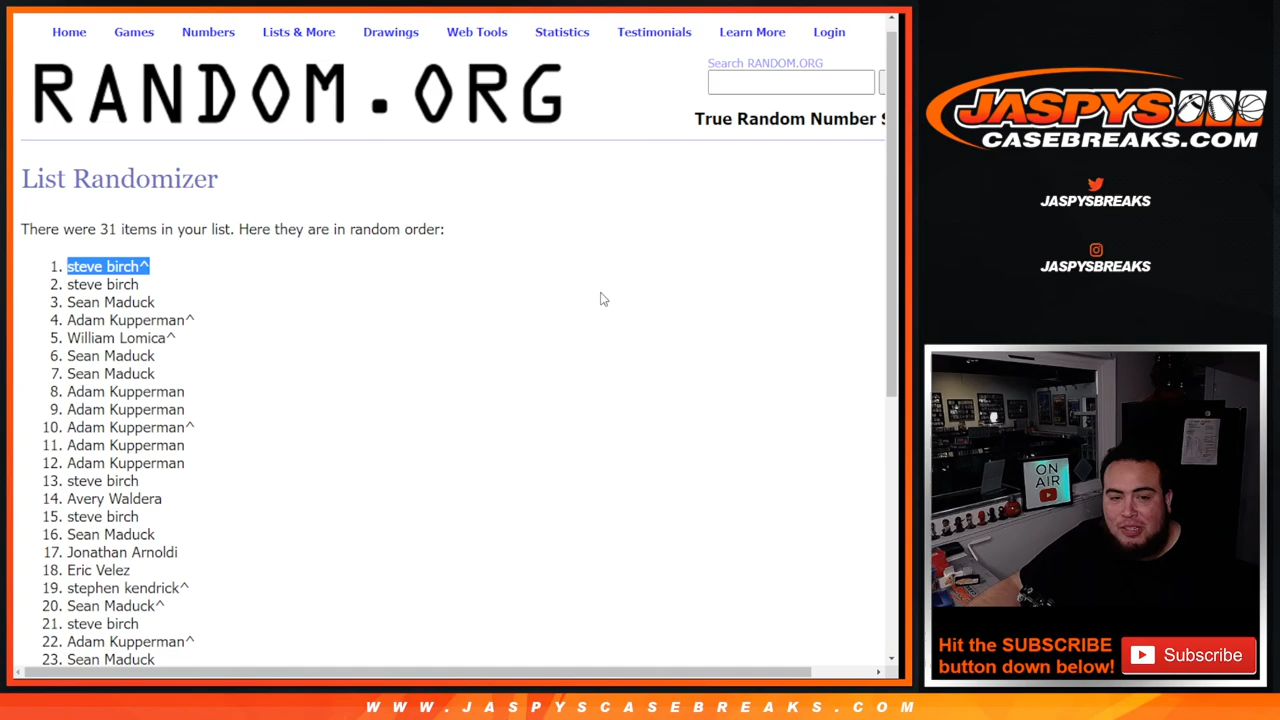 Home Games Numbers Lists & More Drawings Web Tools Statistics Testimonials Learn More Login
RANDOM.ORG
Search RANDOM.ORG
True Random Number S
List Randomizer
There were 31 items in your list. Here they are in random order:
1. steve birch^
2. steve birch
3. Sean Maduck
4. Adam Kupperman^
5. William Lomica^
6. Sean Maduck
7. Sean Maduck
8. Adam Kupperman
9. Adam Kupperman
10. Adam Kupperman^
11. Adam Kupperman
12. Adam Kupperman
13. steve birch
14. Avery Waldera
15. steve birch
16. Sean Maduck
17. Jonathan Arnoldi
18. Eric Velez
19. stephen kendrick^
20. Sean Maduck^
21. steve birch
22. Adam Kupperman^
23. Sean Maduck
JASPYS
CASEBREAKS.COM
JASPYSBREAKS
JASPYSBREAKS
ON
AIR
Hit the SUBSCRIBE
button down below!
Subscribe
WWW.JASPYSCASEBREAKS.COM